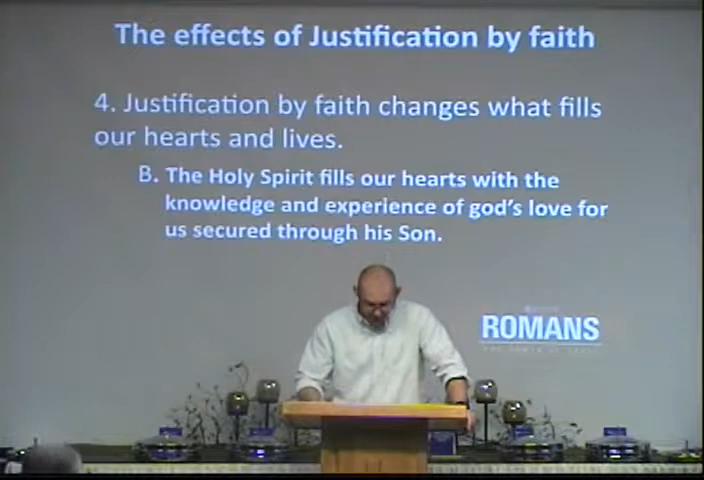 The effects of Justification by faith
4. Justification by faith changes what fills
our hearts and lives.
B. The Holy Spirit fills our hearts with the
knowledge and experience of god's love for
us secured through his Son.
ROMANS